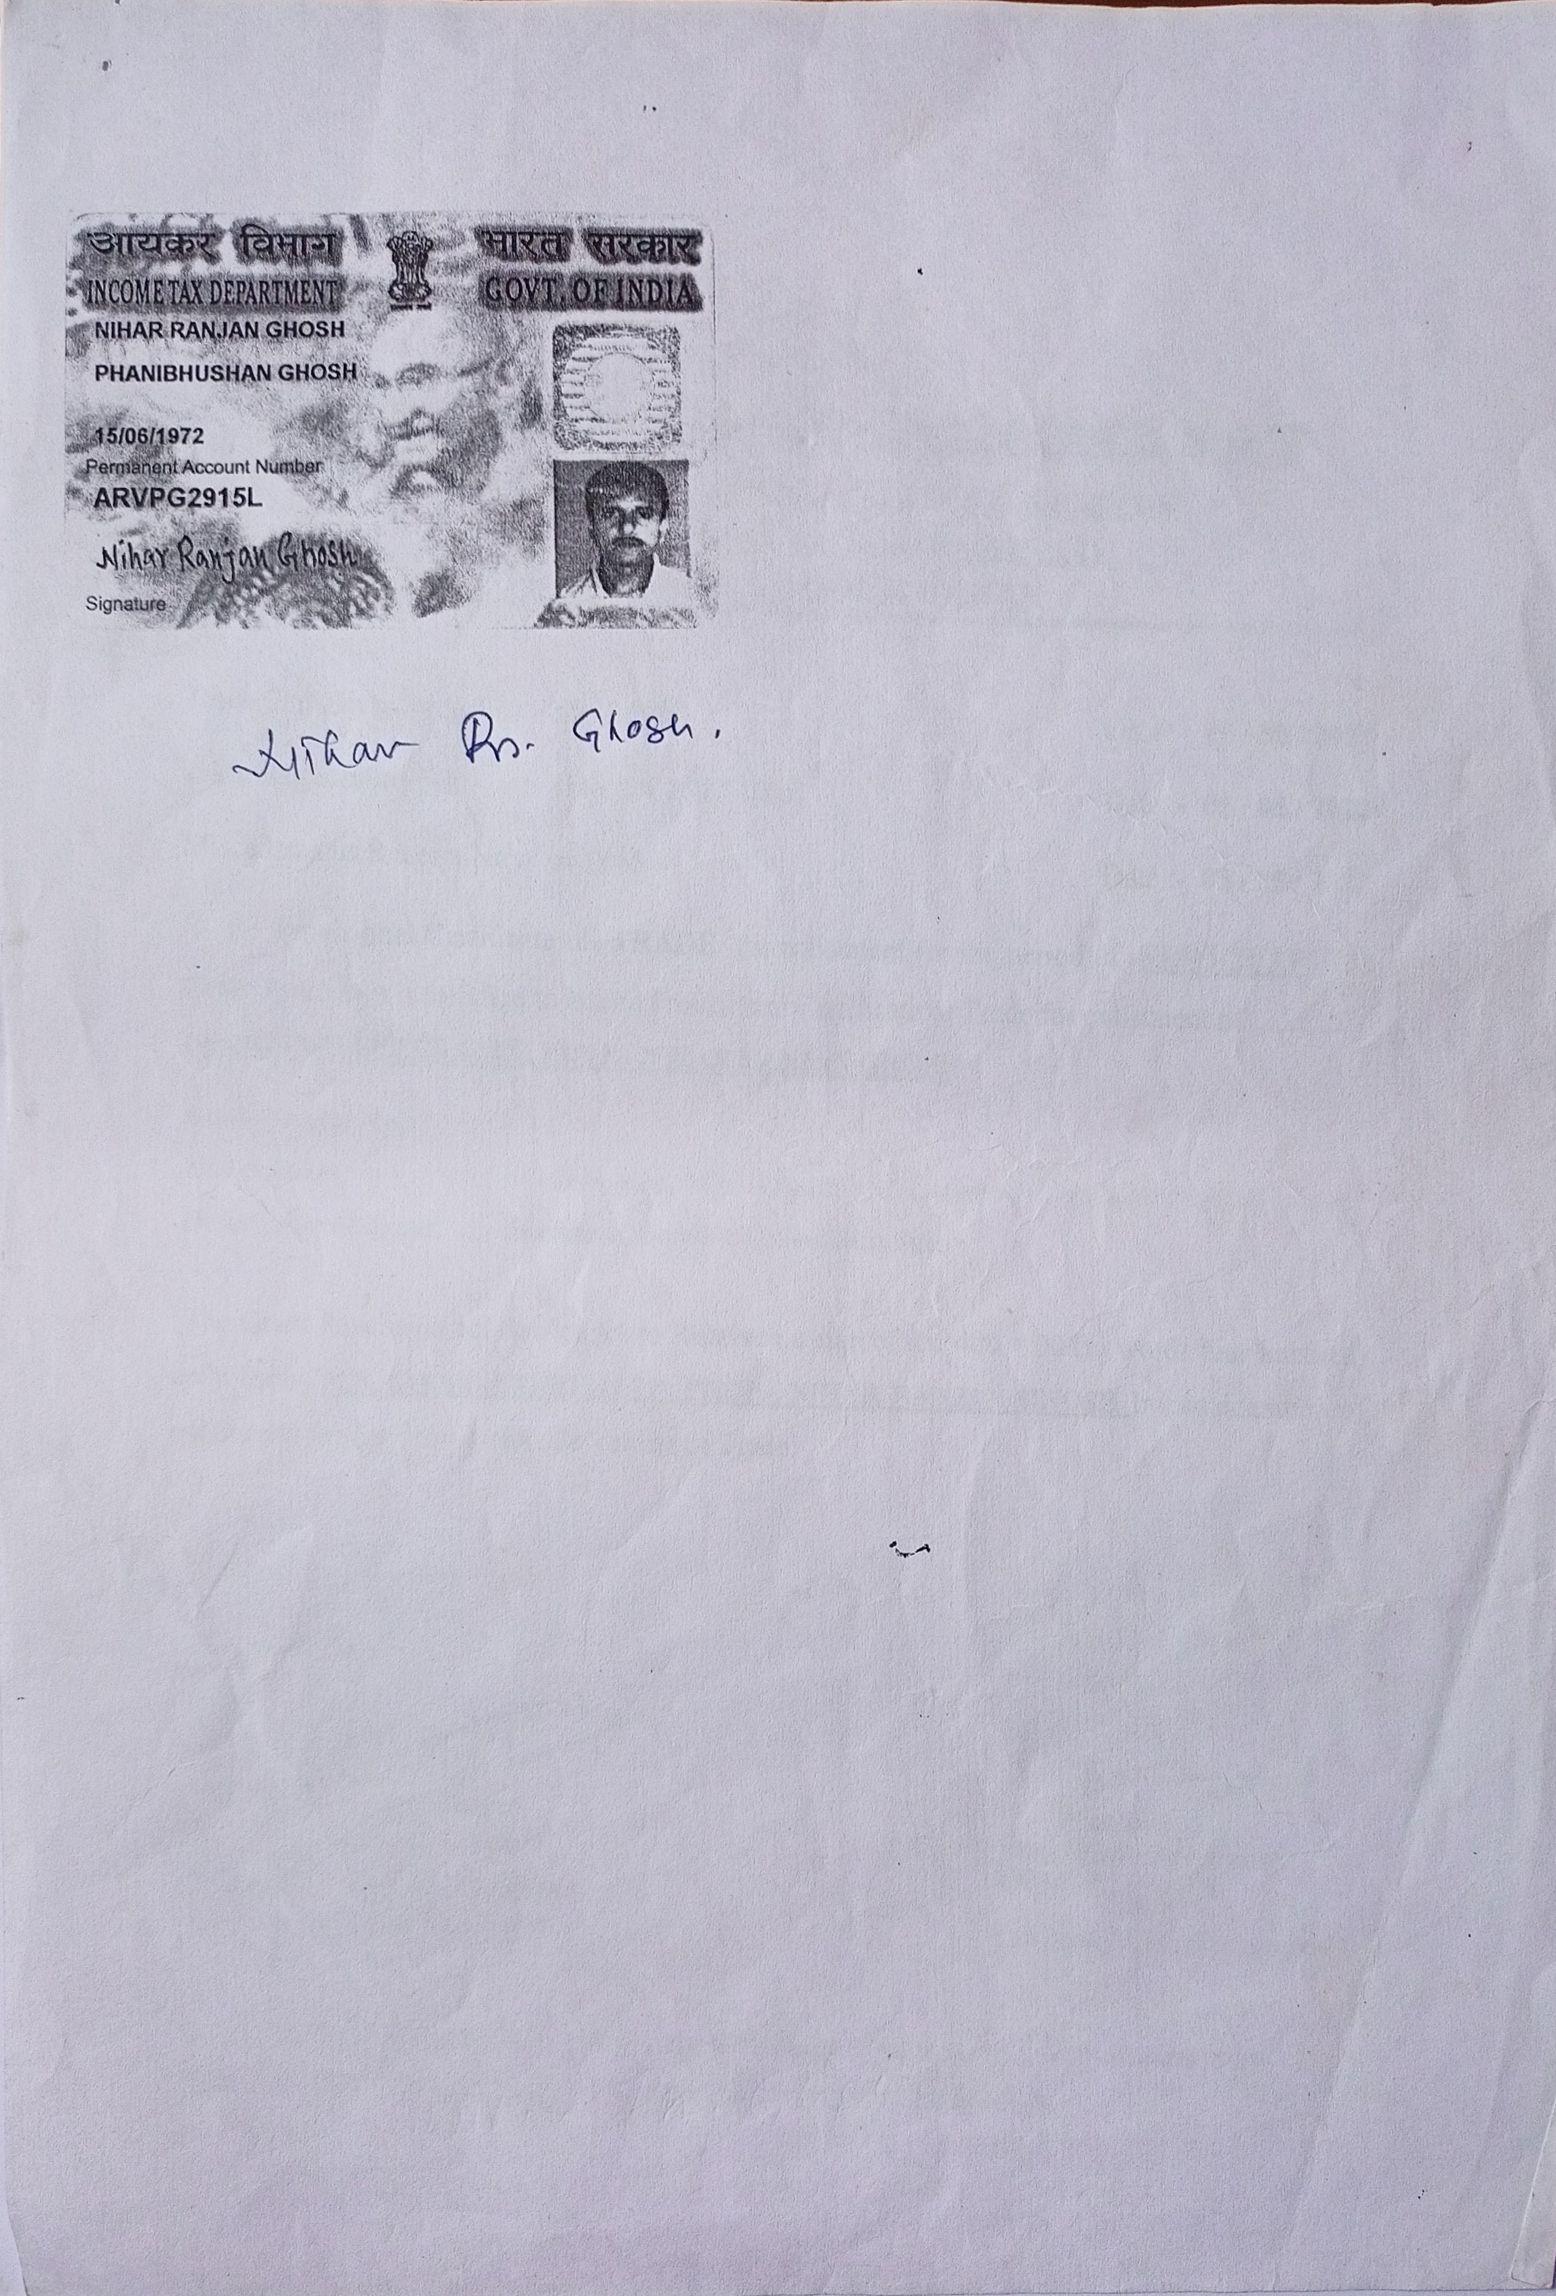 आयकर विभाग भारत सरकार
INCOME TAX DEPARTMENT GOVT. OF INDIA
NIHAR RANJAN GHOSH
PHANIBHUSHAN GHOSH
15/06/1972
Permanent Account Number
ARVPG2915L
Nihar Ranjan Ghosh
Signature
Nihar Rn. Ghosh.